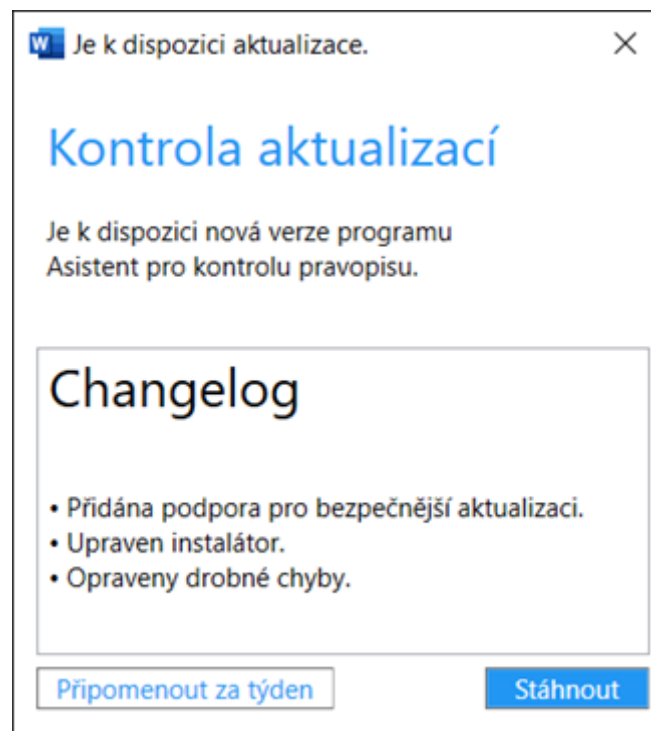 Je k dispozici aktualizace.
Kontrola aktualizací
Je k dispozici nová verze programu
Asistent pro kontrolu pravopisu.
Changelog
• Přidána podpora pro bezpečnější aktualizaci.
• Upraven instalátor.
• Opraveny drobné chyby.
Připomenout za týden Stáhnout